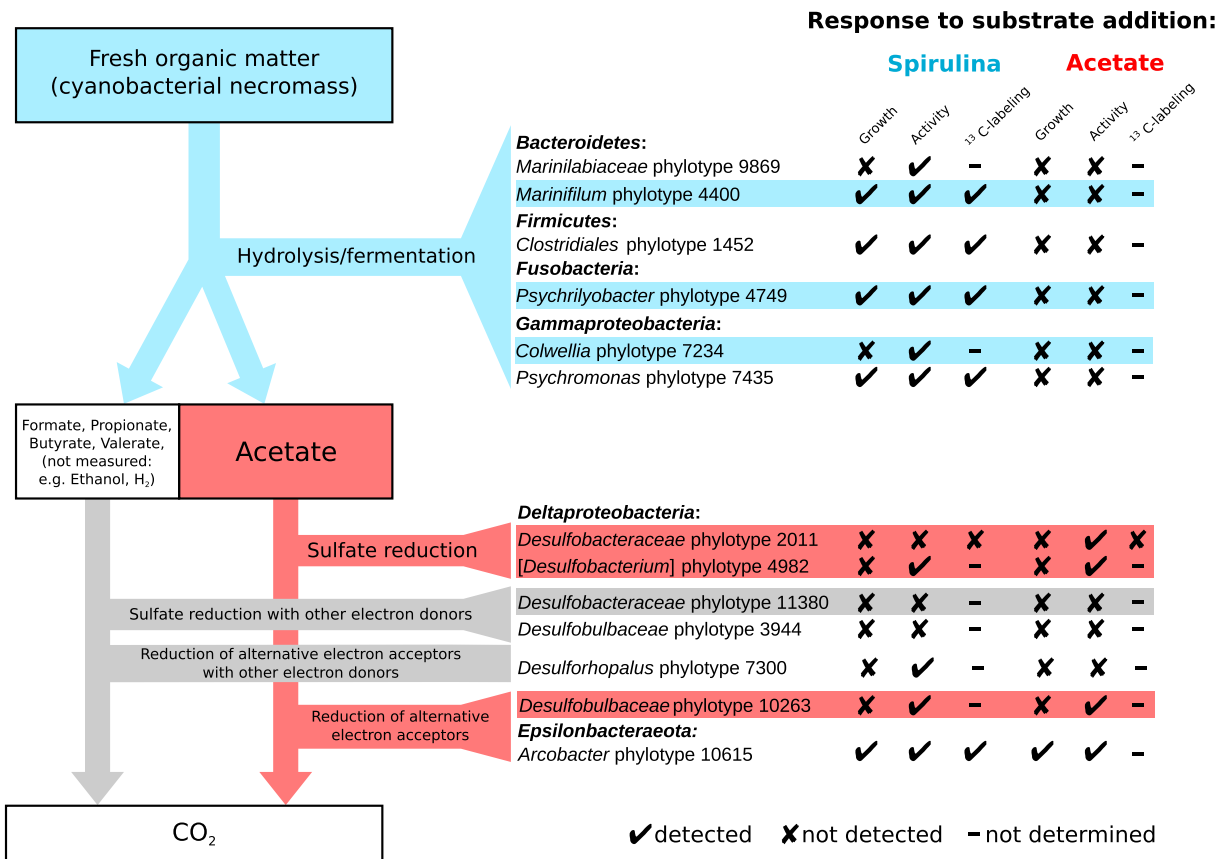 Response to substrate addition:
Spirulina Acetate
Growth Activity ¹³ C-labeling Growth Activity ¹³ C-labeling
Fresh organic matter
(cyanobacterial necromass)
Hydrolysis/fermentation
Bacteroidetes:
Marinilabiaceae phylotype 9869 ✘ ✔ – ✘ ✘ –
Marinifilum phylotype 4400 ✔ ✔ ✔ ✘ ✘ –
Firmicutes:
Clostridiales phylotype 1452 ✔ ✔ ✔ ✘ ✘ –
Fusobacteria:
Psychrilyobacter phylotype 4749 ✔ ✔ ✔ ✘ ✘ –
Gammaproteobacteria:
Colwellia phylotype 7234 ✘ ✔ – ✘ ✘ –
Psychromonas phylotype 7435 ✔ ✔ ✔ ✘ ✘ –
Formate, Propionate,
Butyrate, Valerate,
(not measured:
e.g. Ethanol, H₂)
Acetate
Sulfate reduction
Deltaproteobacteria:
Desulfobacteraceae phylotype 2011 ✘ ✘ ✘ ✘ ✔ ✘
[Desulfobacterium] phylotype 4982 ✘ ✔ – ✘ ✔ –
Sulfate reduction with other electron donors
Desulfobacteraceae phylotype 11380 ✘ ✘ – ✘ ✘ –
Desulfobulbaceae phylotype 3944 ✘ ✘ – ✘ ✘ –
Reduction of alternative electron acceptors
with other electron donors
Desulforhopalus phylotype 7300 ✘ ✔ – ✘ ✘ –
Reduction of alternative
electron acceptors
Desulfobulbaceae phylotype 10263 ✘ ✔ – ✘ ✔ –
Epsilonbacteraeota:
Arcobacter phylotype 10615 ✔ ✔ ✔ ✔ ✔ –
CO₂
✔ detected ✘ not detected – not determined